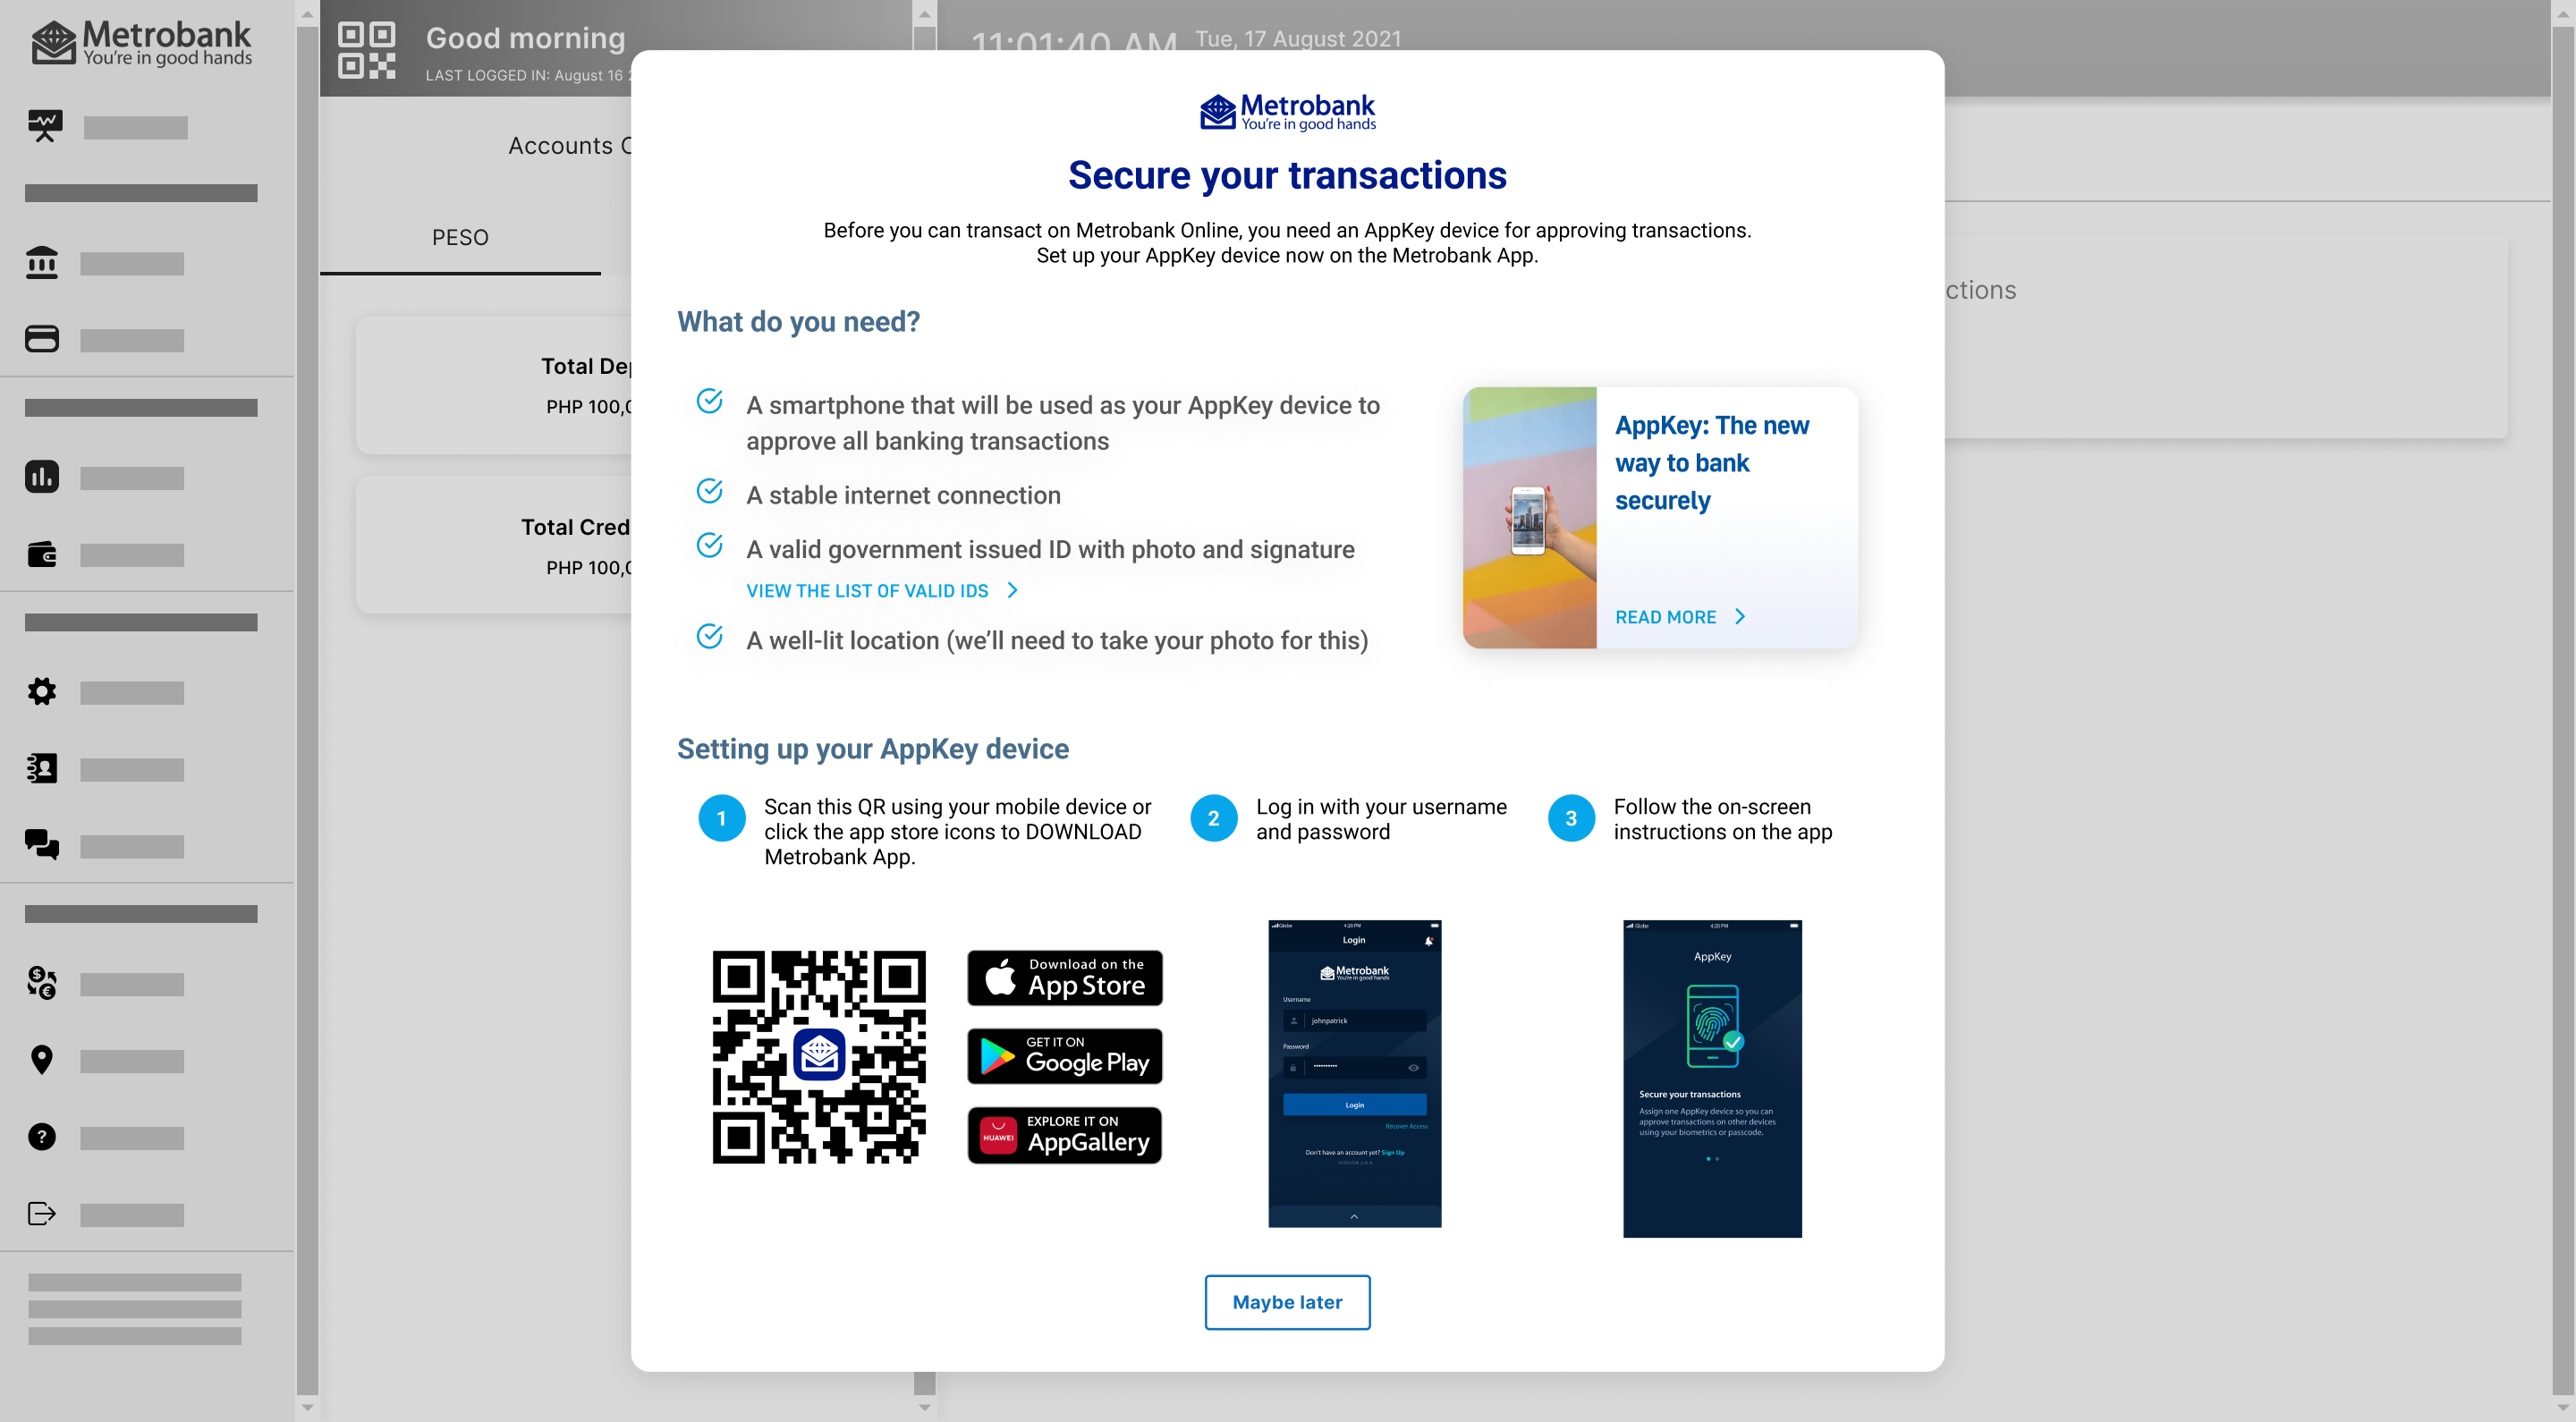 Metrobank
You're in good hands
Good morning
LAST LOGGED IN: August 16
11:01:40 AM Tue, 17 August 2021
Accounts
PESO
Total
PHP
Total
PHP
Metrobank
You're in good hands
Secure your transactions
Before you can transact on Metrobank Online, you need an AppKey device for approving transactions.
Set up your AppKey device now on the Metrobank App.
What do you need?
A smartphone that will be used as your AppKey device to
approve all banking transactions
A stable internet connection
A valid government issued ID with photo and signature
VIEW THE LIST OF VALID IDS
A well-lit location (we’ll need to take your photo for this)
AppKey: The new
way to bank
securely
READ MORE
Setting up your AppKey device
1
Scan this QR using your mobile device or
click the app store icons to DOWNLOAD
Metrobank App.
2
Log in with your username
and password
3
Follow the on-screen
instructions on the app
Download on the
App Store
GET IT ON
Google Play
HUAWEI
EXPLORE IT ON
AppGallery
Globe 4:20 PM
Login
Metrobank
You're in good hands
Username
johnpatrick
Password
Login
Recover Access
Don't have an account yet? Sign Up
Globe 4:20 PM
AppKey
Secure your transactions
Assign one AppKey device so you can
approve transactions on other devices
using your biometrics or passcode.
Maybe later